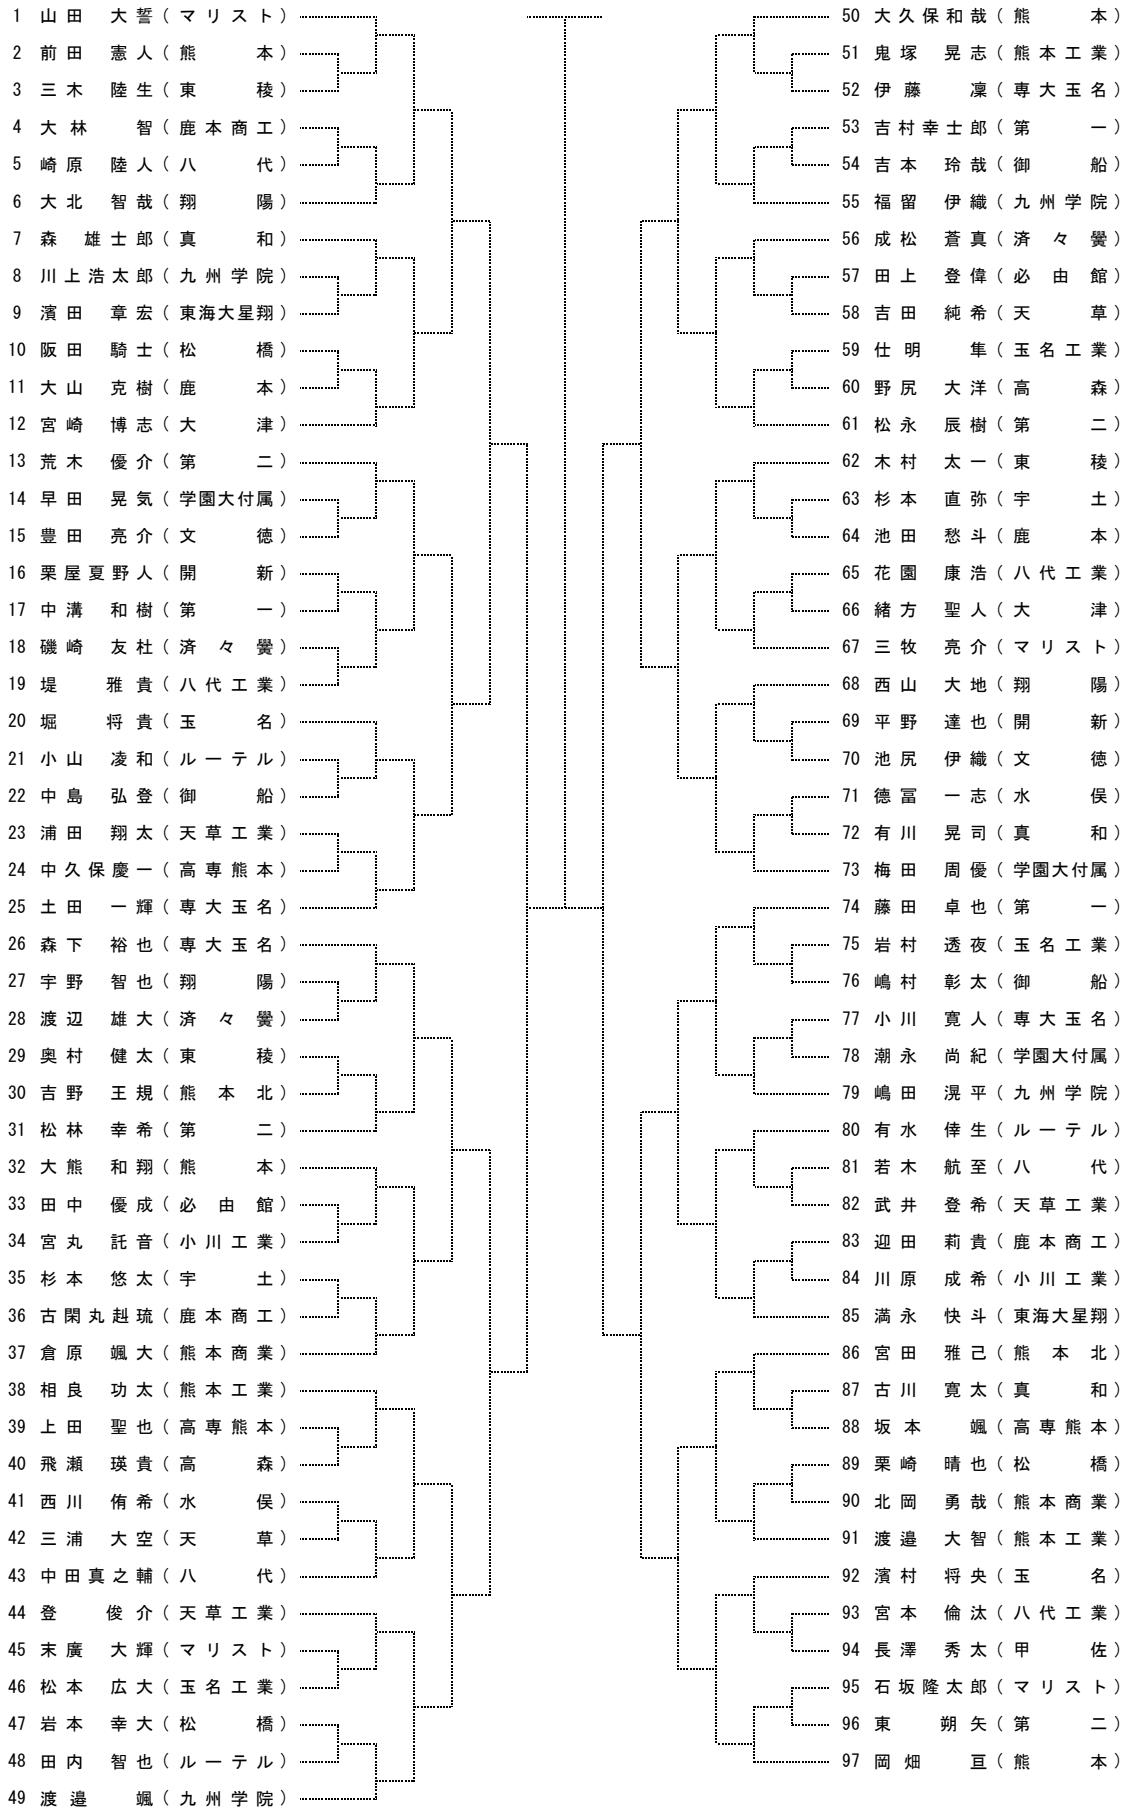 1 山田 大誓（マリスト）
2 前田 憲人（熊本）
3 三木 陸生（東稜）
4 大林 智（鹿本商工）
5 崎原 陸人（八代）
6 大北 智哉（翔陽）
7 森 雄士郎（真和）
8 川上浩太郎（九州学院）
9 濱田 章宏（東海大星翔）
10 阪田 騎士（松橋）
11 大山 克樹（鹿本）
12 宮崎 博志（大津）
13 荒木 優介（第二）
14 早田 晃気（学園大付属）
15 豊田 亮介（文徳）
16 栗屋夏野人（開新）
17 中溝 和樹（第一）
18 磯崎 友杜（済々黌）
19 堤 雅貴（八代工業）
20 堀 将貴（玉名）
21 小山 凌和（ルーテル）
22 中島 弘登（御船）
23 浦田 翔太（天草工業）
24 中久保慶一（高専熊本）
25 土田 一輝（専大玉名）
26 森下 裕也（専大玉名）
27 宇野 智也（翔陽）
28 渡辺 雄大（済々黌）
29 奥村 健太（東稜）
30 吉野 王規（熊本北）
31 松林 幸希（第二）
32 大熊 和翔（熊本）
33 田中 優成（必由館）
34 宮丸 託音（小川工業）
35 杉本 悠太（宇土）
36 古閑丸赳琉（鹿本商工）
37 倉原 颯大（熊本商業）
38 相良 功太（熊本工業）
39 上田 聖也（高専熊本）
40 飛瀬 瑛貴（高森）
41 西川 侑希（水俣）
42 三浦 大空（天草）
43 中田真之輔（八代）
44 登 俊介（天草工業）
45 末廣 大輝（マリスト）
46 松本 広大（玉名工業）
47 岩本 幸大（松橋）
48 田内 智也（ルーテル）
49 渡邉 颯（九州学院）
50 大久保和哉（熊本）
51 鬼塚 晃志（熊本工業）
52 伊藤 凜（専大玉名）
53 吉村幸士郎（第一）
54 吉本 玲哉（御船）
55 福留 伊織（九州学院）
56 成松 蒼真（済々黌）
57 田上 登偉（必由館）
58 吉田 純希（天草）
59 仕明 隼（玉名工業）
60 野尻 大洋（高森）
61 松永 辰樹（第二）
62 木村 太一（東稜）
63 杉本 直弥（宇土）
64 池田 愁斗（鹿本）
65 花園 康浩（八代工業）
66 緒方 聖人（大津）
67 三牧 亮介（マリスト）
68 西山 大地（翔陽）
69 平野 達也（開新）
70 池尻 伊織（文徳）
71 德冨 一志（水俣）
72 有川 晃司（真和）
73 梅田 周優（学園大付属）
74 藤田 卓也（第一）
75 岩村 透夜（玉名工業）
76 嶋村 彰太（御船）
77 小川 寛人（専大玉名）
78 潮永 尚紀（学園大付属）
79 嶋田 滉平（九州学院）
80 有水 倖生（ルーテル）
81 若木 航至（八代）
82 武井 登希（天草工業）
83 迎田 莉貴（鹿本商工）
84 川原 成希（小川工業）
85 満永 快斗（東海大星翔）
86 宮田 雅己（熊本北）
87 古川 寛太（真和）
88 坂本 颯（高専熊本）
89 栗崎 晴也（松橋）
90 北岡 勇哉（熊本商業）
91 渡邉 大智（熊本工業）
92 濱村 将央（玉名）
93 宮本 倫汰（八代工業）
94 長澤 秀太（甲佐）
95 石坂隆太郎（マリスト）
96 東 朔矢（第二）
97 岡畑 亘（熊本）